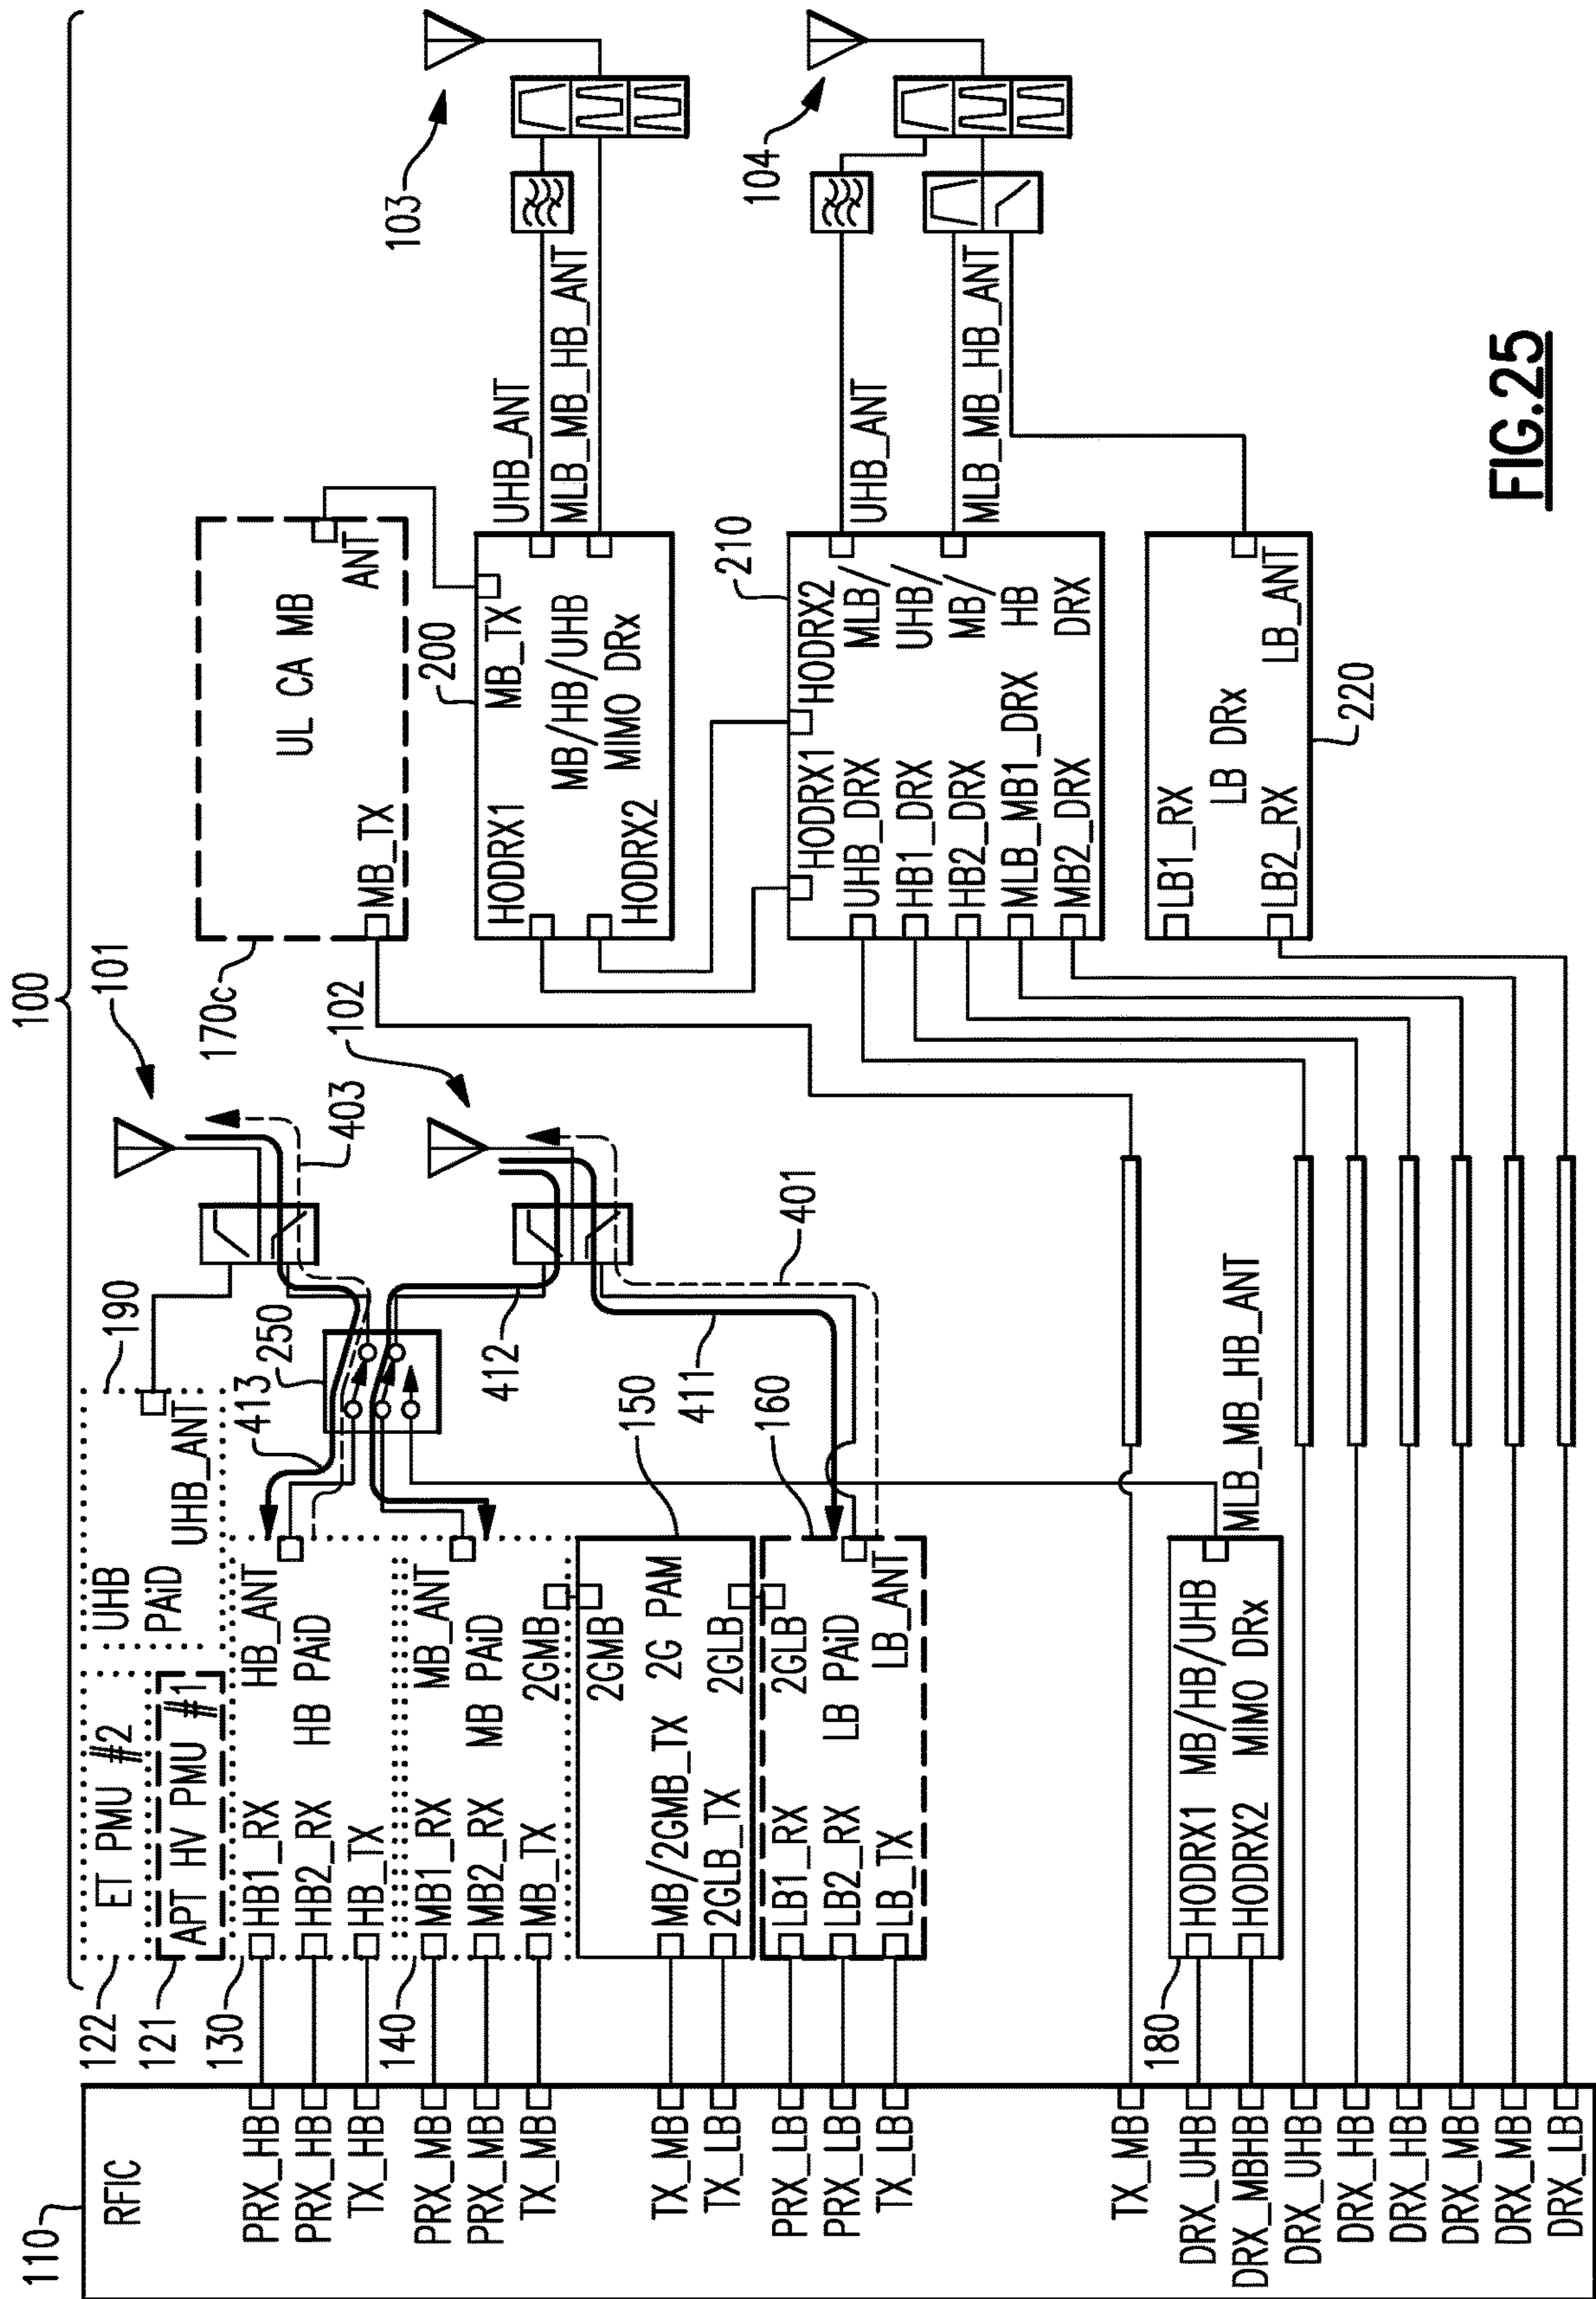 100
110
RFIC
PRX_HB
PRX_HB
TX_HB
PRX_MB
PRX_MB
TX_MB
TX_MB
TX_LB
PRX_LB
PRX_LB
TX_LB
TX_MB
DRX_UHB
DRX_MBHB
DRX_UHB
DRX_HB
DRX_HB
DRX_MB
DRX_MB
DRX_LB
122
ET PMU #2
121
APT HV PMU #1
UHB
PAiD
UHB_ANT
190
130
HB1_RX
HB2_RX
HB_TX
HB_ANT
HB PAiD
140
MB1_RX
MB2_RX
MB_TX
MB_ANT
MB PAiD
2GMB
2GMB
MB/2GMB_TX
2G PAM
2GLB_TX
2GLB
150
2GLB
LB1_RX
LB2_RX
LB_TX
LB PAiD
LB_ANT
160
180
HODRX1
HODRX2
MB/HB/UHB
MIMO DRx
MLB_MB_HB_ANT
413
250
412
411
401
403
101
102
170c
MB_TX
UL CA MB
ANT
200
MB_TX
HODRX1
MB/HB/UHB
MIMO DRx
HODRX2
UHB_ANT
MLB_MB_HB_ANT
103
210
HODRX1
HODRX2
UHB_DRX
HB1_DRX
HB2_DRX
MLB_MB1_DRX
MB2_DRX
MLB/
UHB/
MB/
HB
DRX
UHB_ANT
MLB_MB_HB_ANT
104
LB1_RX
LB DRx
LB2_RX
LB_ANT
220
FIG.25